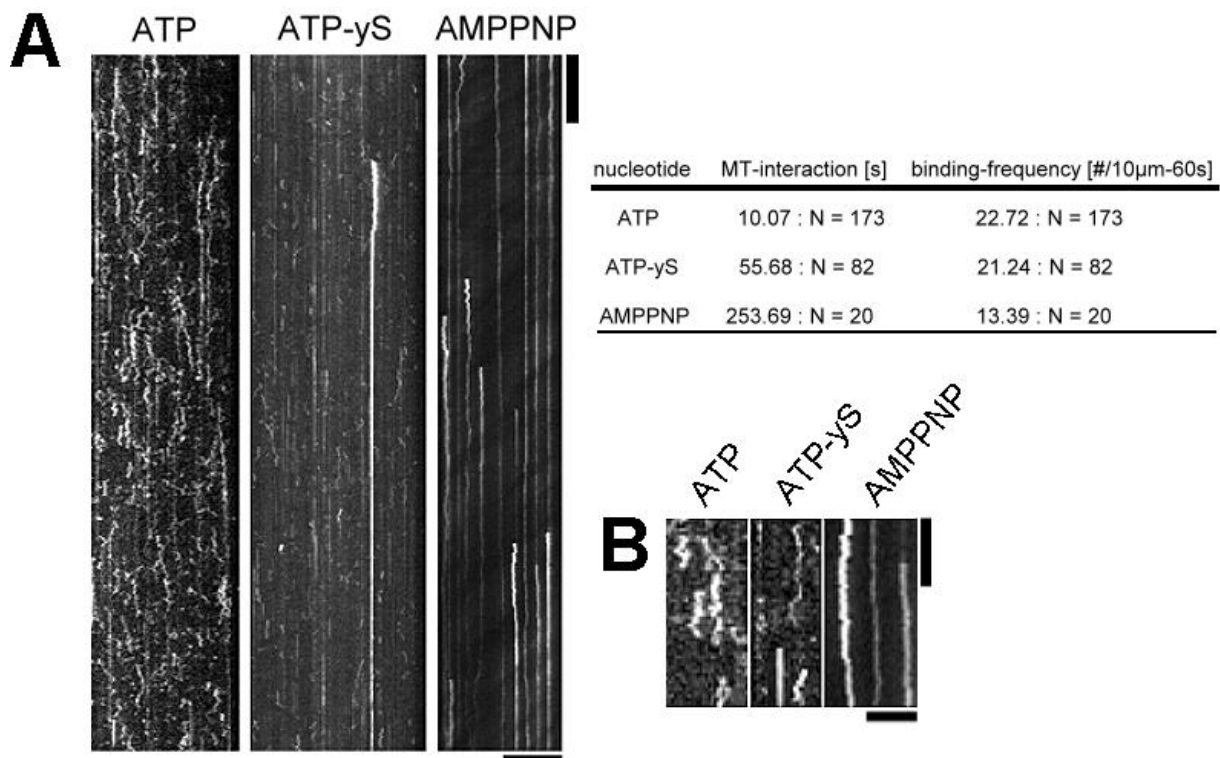 A
ATP ATP-yS AMPPNP
nucleotide MT-interaction [s] binding-frequency [#/10µm-60s]
ATP 10.07 : N = 173 22.72 : N = 173
ATP-yS 55.68 : N = 82 21.24 : N = 82
AMPPNP 253.69 : N = 20 13.39 : N = 20
B
ATP ATP-yS AMPPNP